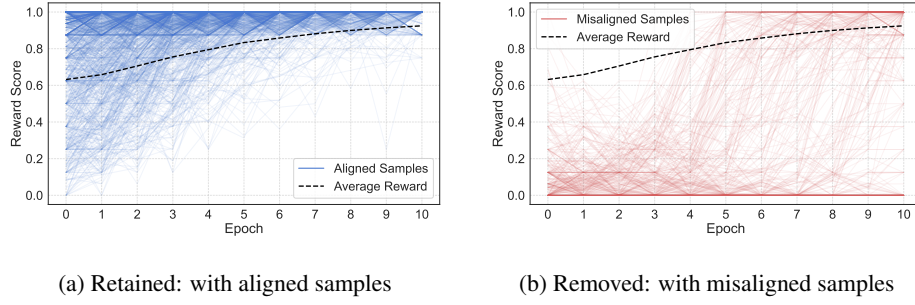 1.0
0.8
0.6
0.4
0.2
0.0
Reward Score
Aligned Samples
Average Reward
0 1 2 3 4 5 6 7 8 9 10
Epoch
(a) Retained: with aligned samples
1.0
0.8
0.6
0.4
0.2
0.0
Reward Score
Misaligned Samples
Average Reward
0 1 2 3 4 5 6 7 8 9 10
Epoch
(b) Removed: with misaligned samples